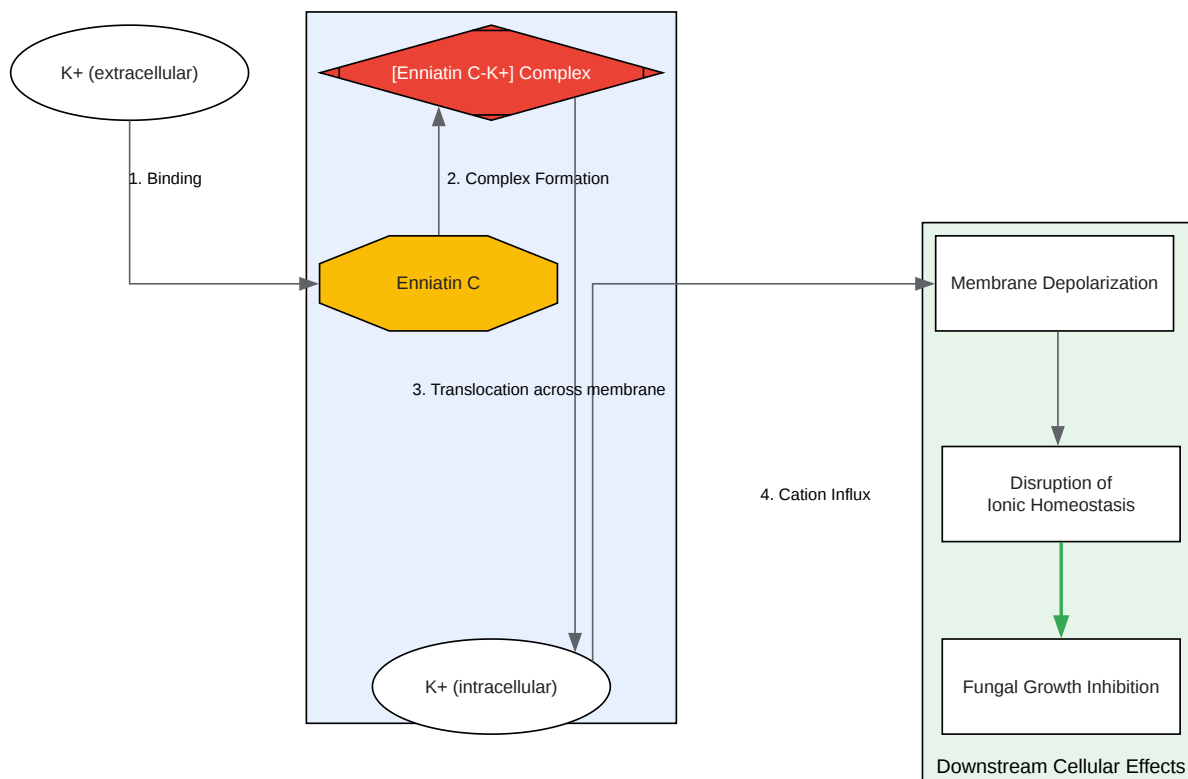 K+ (extracellular)
[Enniatin C-K+] Complex
1. Binding
2. Complex Formation
Enniatin C
Membrane Depolarization
3. Translocation across membrane
4. Cation Influx
Disruption of
Ionic Homeostasis
K+ (intracellular)
Fungal Growth Inhibition
Downstream Cellular Effects